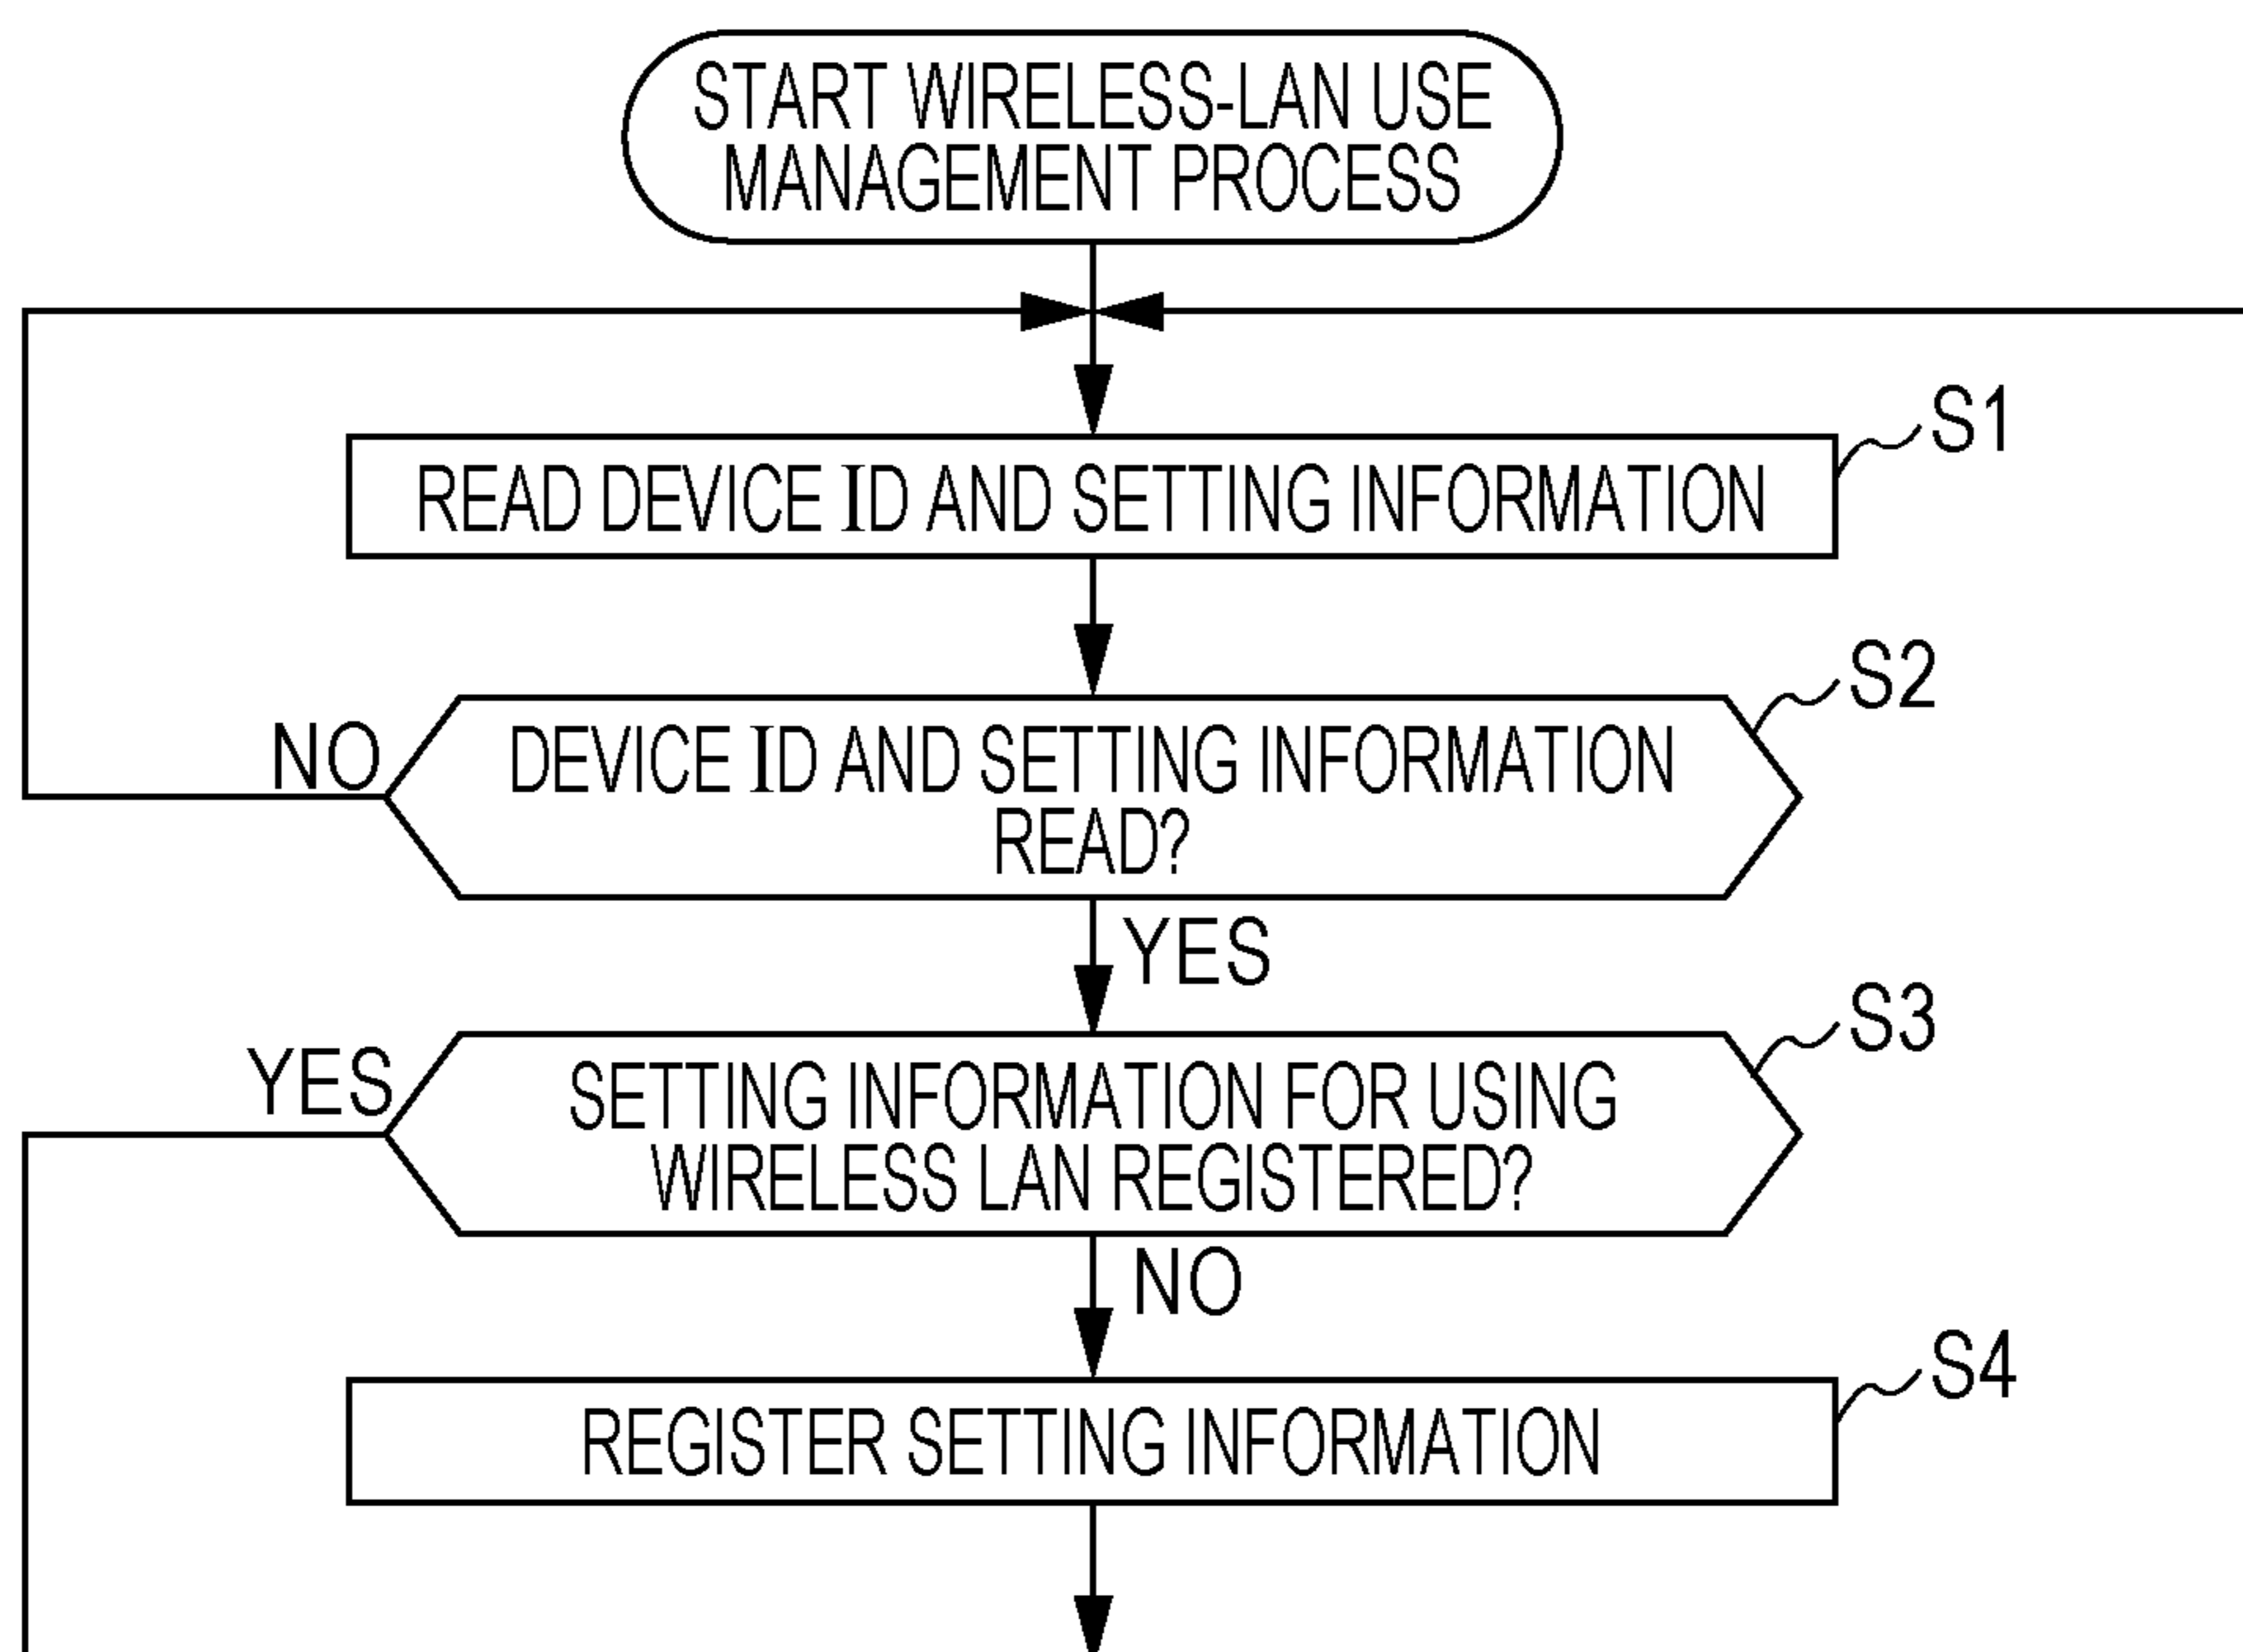 START WIRELESS-LAN USE
MANAGEMENT PROCESS
S1
READ DEVICE ID AND SETTING INFORMATION
S2
NO
DEVICE ID AND SETTING INFORMATION
READ?
YES
S3
YES
SETTING INFORMATION FOR USING
WIRELESS LAN REGISTERED?
NO
S4
REGISTER SETTING INFORMATION